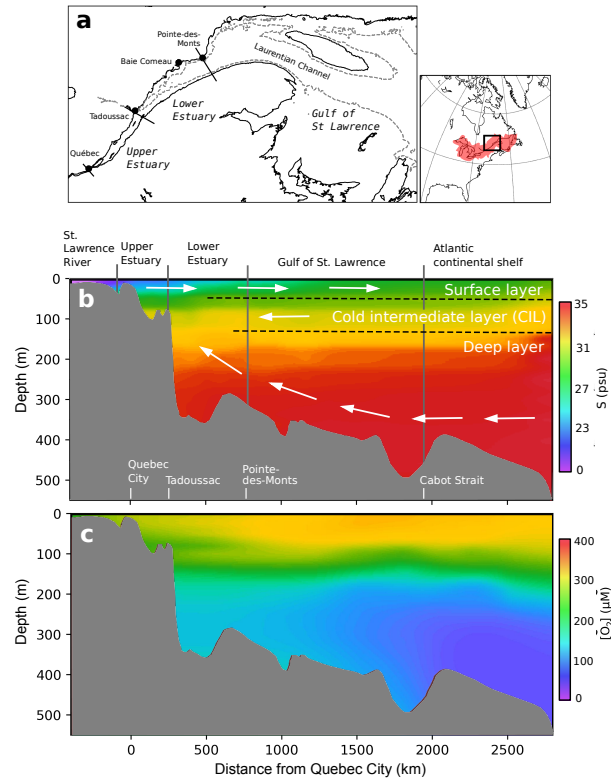 a
Pointe-des-
Monts
Baie Comeau
Laurentian Channel
Tadoussac
Lower
Estuary
Gulf of
St Lawrence
Québec
Upper
Estuary
St.
Lawrence
River
Upper
Estuary
Lower
Estuary
Gulf of St. Lawrence
Atlantic
continental shelf
b
Surface layer
Cold intermediate layer (CIL)
Deep layer
0
100
200
300
400
500
Depth (m)
Quebec
City
Tadoussac
Pointe-
des-Monts
Cabot Strait
35
31
27
23
0
S (psu)
c
0
100
200
300
400
500
Depth (m)
400
300
200
100
0
[O₂] (μM)
0
500
1000
1500
2000
2500
Distance from Quebec City (km)